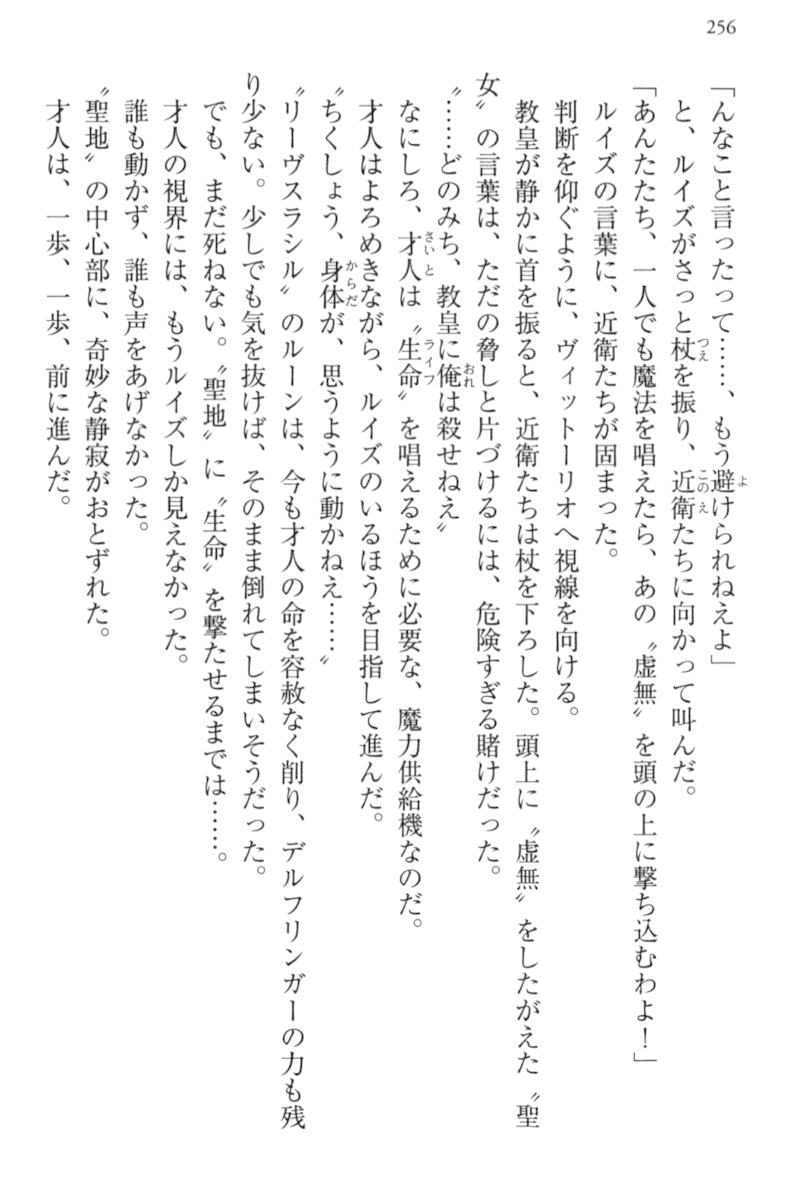 256
「んなこと言ったって……、もう避けられねえよ」
と、ルイズがさっと杖を振り、近衛たちに向かって叫んだ。
「あんたたち、一人でも魔法を唱えたら、あの〝虚無〟を頭の上に撃ち込むわよ！」
ルイズの言葉に、近衛たちが固まった。
判断を仰ぐように、ヴィットーリオへ視線を向ける。
教皇が静かに首を振ると、近衛たちは杖を下ろした。頭上に〝虚無〟をしたがえた〝聖
女〟の言葉は、ただの脅しと片づけるには、危険すぎる賭けだった。
〝……どのみち、教皇に俺は殺せねえ〟
なにしろ、才人は〝生命〟を唱えるために必要な、魔力供給機なのだ。
才人はよろめきながら、ルイズのいるほうを目指して進んだ。
〝ちくしょう、身体が、思うように動かねえ……〟
〝リーヴスラシル〟のルーンは、今も才人の命を容赦なく削り、デルフリンガーの力も残
り少ない。少しでも気を抜けば、そのまま倒れてしまいそうだった。
でも、まだ死ねない。〝聖地〟に〝生命〟を撃たせるまでは……。
才人の視界には、もうルイズしか見えなかった。
誰も動かず、誰も声をあげなかった。
〝聖地〟の中心部に、奇妙な静寂がおとずれた。
才人は、一歩、一歩、前に進んだ。